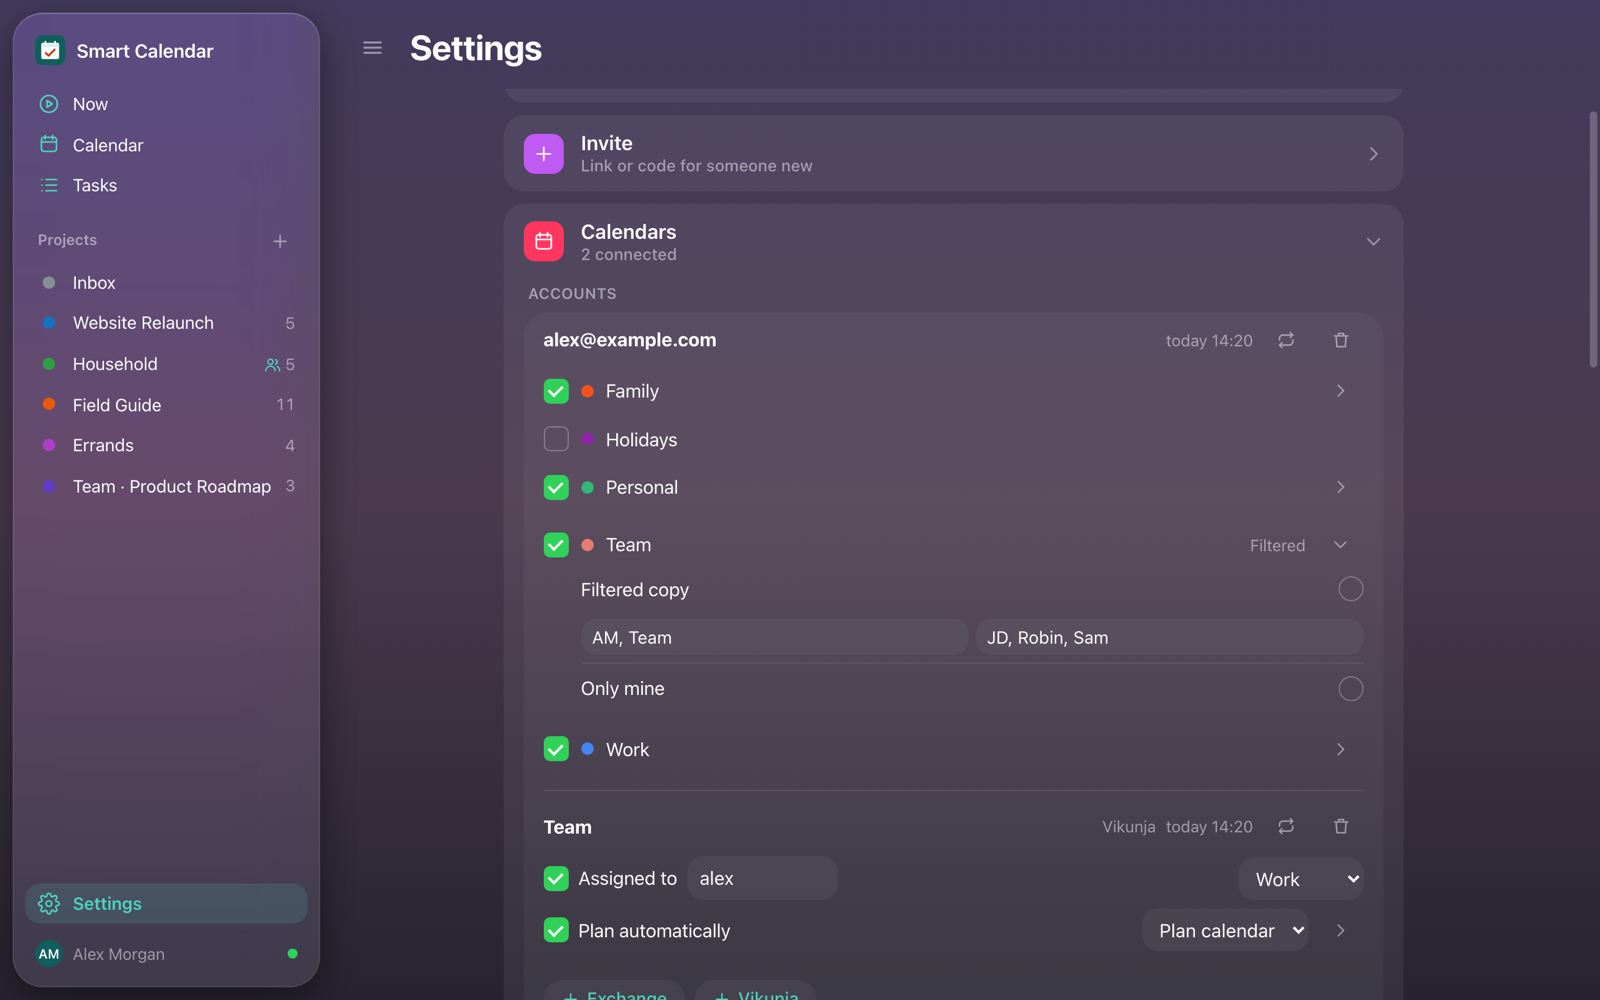 Smart Calendar
Now
Calendar
Tasks
Projects
Inbox
Website Relaunch 5
Household 5
Field Guide 11
Errands 4
Team · Product Roadmap 3
Settings
AM Alex Morgan
Settings
Invite
Link or code for someone new
Calendars
2 connected
ACCOUNTS
alex@example.com today 14:20
Family
Holidays
Personal
Team Filtered
Filtered copy
AM, Team JD, Robin, Sam
Only mine
Work
Team Vikunja today 14:20
Assigned to alex Work
Plan automatically Plan calendar
+ Exchange + Vikunja